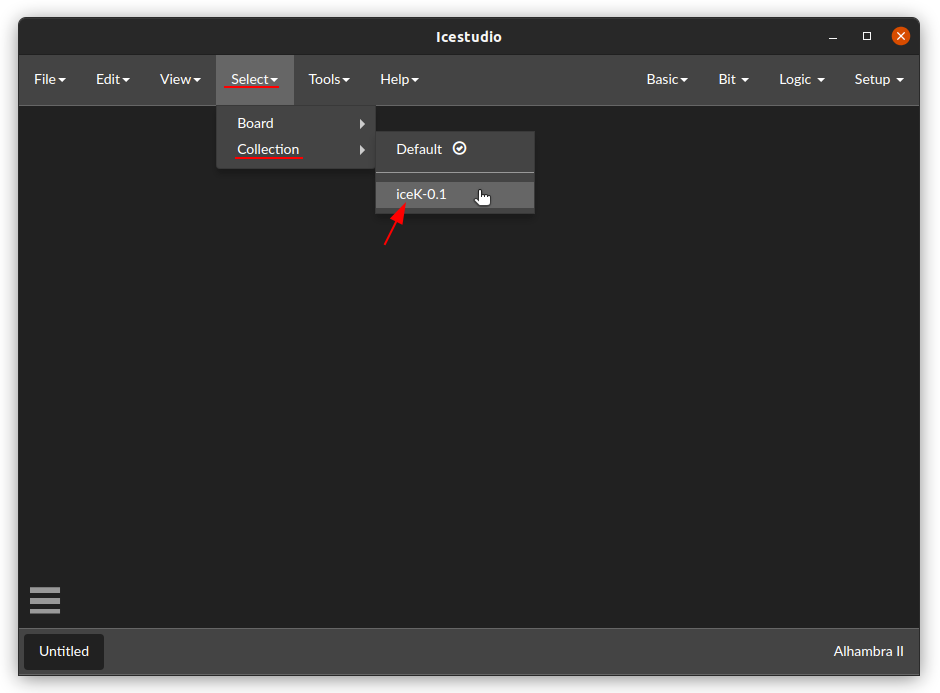 Icestudio
File Edit View Select Tools Help Basic Bit Logic Setup
Board
Collection
Default
iceK-0.1
Untitled
Alhambra II